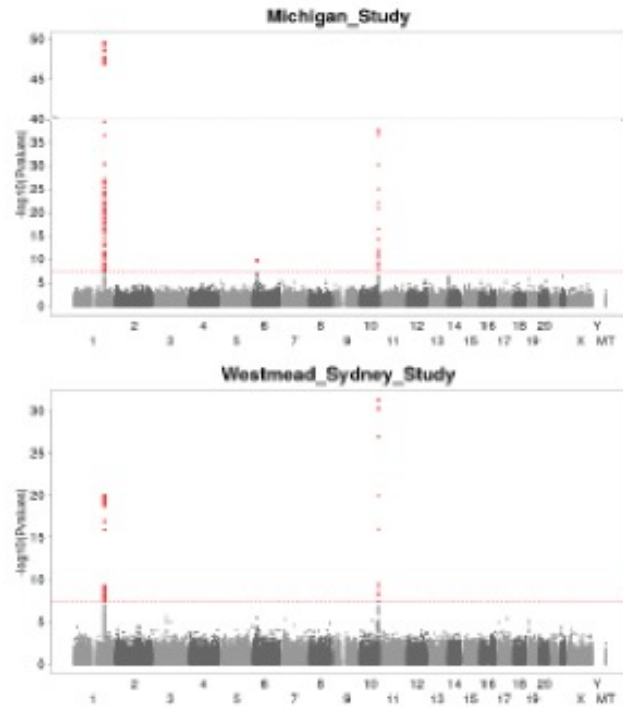 Michigan_Study
50
45
40
35
30
25
20
15
10
5
0
-log10(Pvalues)
2 4 5 6 8 10 12 14 16 18 20 Y
1 3 5 7 9 11 13 15 17 19 X MT
Westmead_Sydney_Study
30
25
20
15
10
5
0
-log10(Pvalues)
2 4 6 8 10 12 14 16 18 20 Y
1 3 5 7 9 11 13 15 17 19 X MT